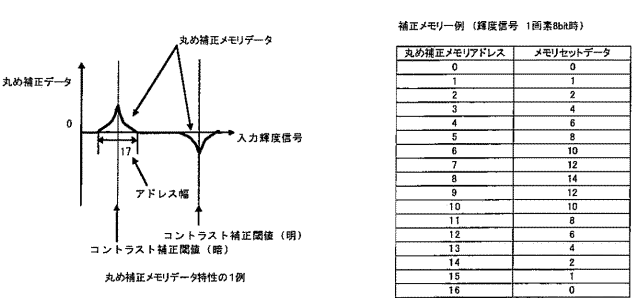 丸め補正メモリデータ
丸め補正データ
0
入力輝度信号
17
アドレス幅
コントラスト補正閾値（明）
コントラスト補正閾値（暗）
丸め補正メモリデータ特性の1例
補正メモリー例 （輝度信号 1画素8bit時）
丸め補正メモリアドレス メモリセットデータ
0 0
1 1
2 2
3 4
4 6
5 8
6 10
7 12
8 14
9 12
10 10
11 8
12 6
13 4
14 2
15 1
16 0